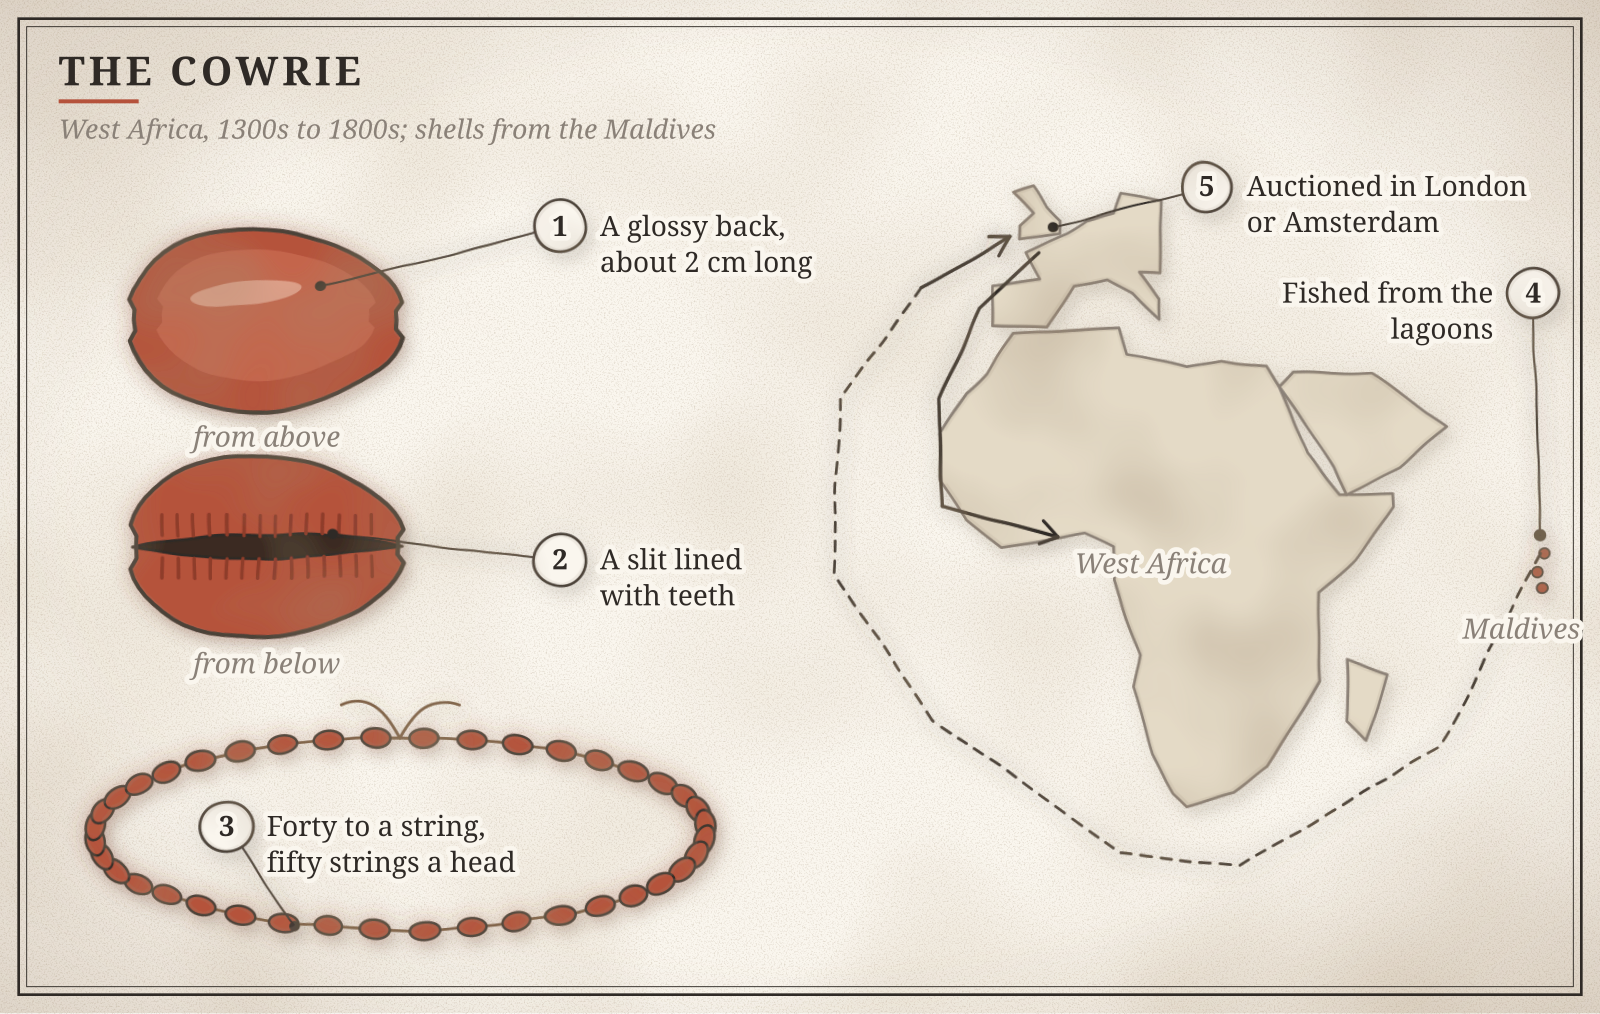 THE COWRIE
West Africa, 1300s to 1800s; shells from the Maldives
1
A glossy back,
about 2 cm long
from above
2
A slit lined
with teeth
from below
3
Forty to a string,
fifty strings a head
5
Auctioned in London
or Amsterdam
Fished from the
lagoons
4
West Africa
Maldives